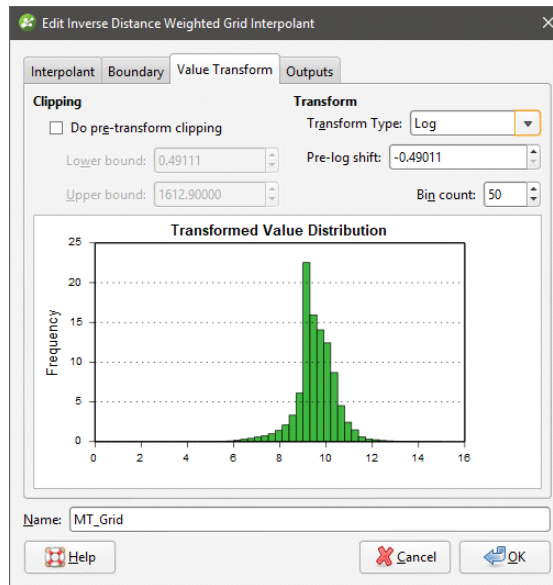 Edit Inverse Distance Weighted Grid Interpolant
Interpolant Boundary Value Transform Outputs
Clipping
Do pre-transform clipping
Lower bound: 0.49111
Upper bound: 1612.90000
Transform
Transform Type: Log
Pre-log shift: -0.49011
Bin count: 50
Transformed Value Distribution
Frequency
25
20
15
10
5
0
0 2 4 6 8 10 12 14 16
Name: MT_Grid
Help Cancel OK